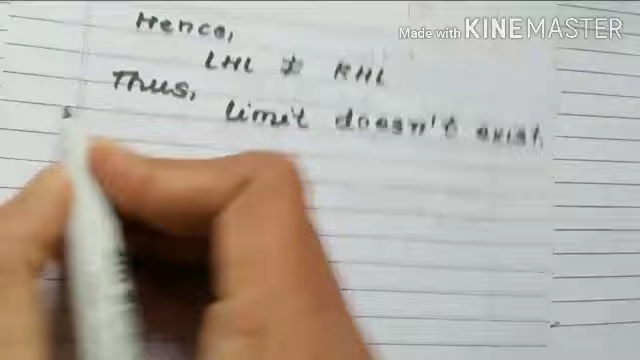 Made with KINEMASTER
Hence,
LHL ≠ RHL
Thus,
limit doesn't exist.